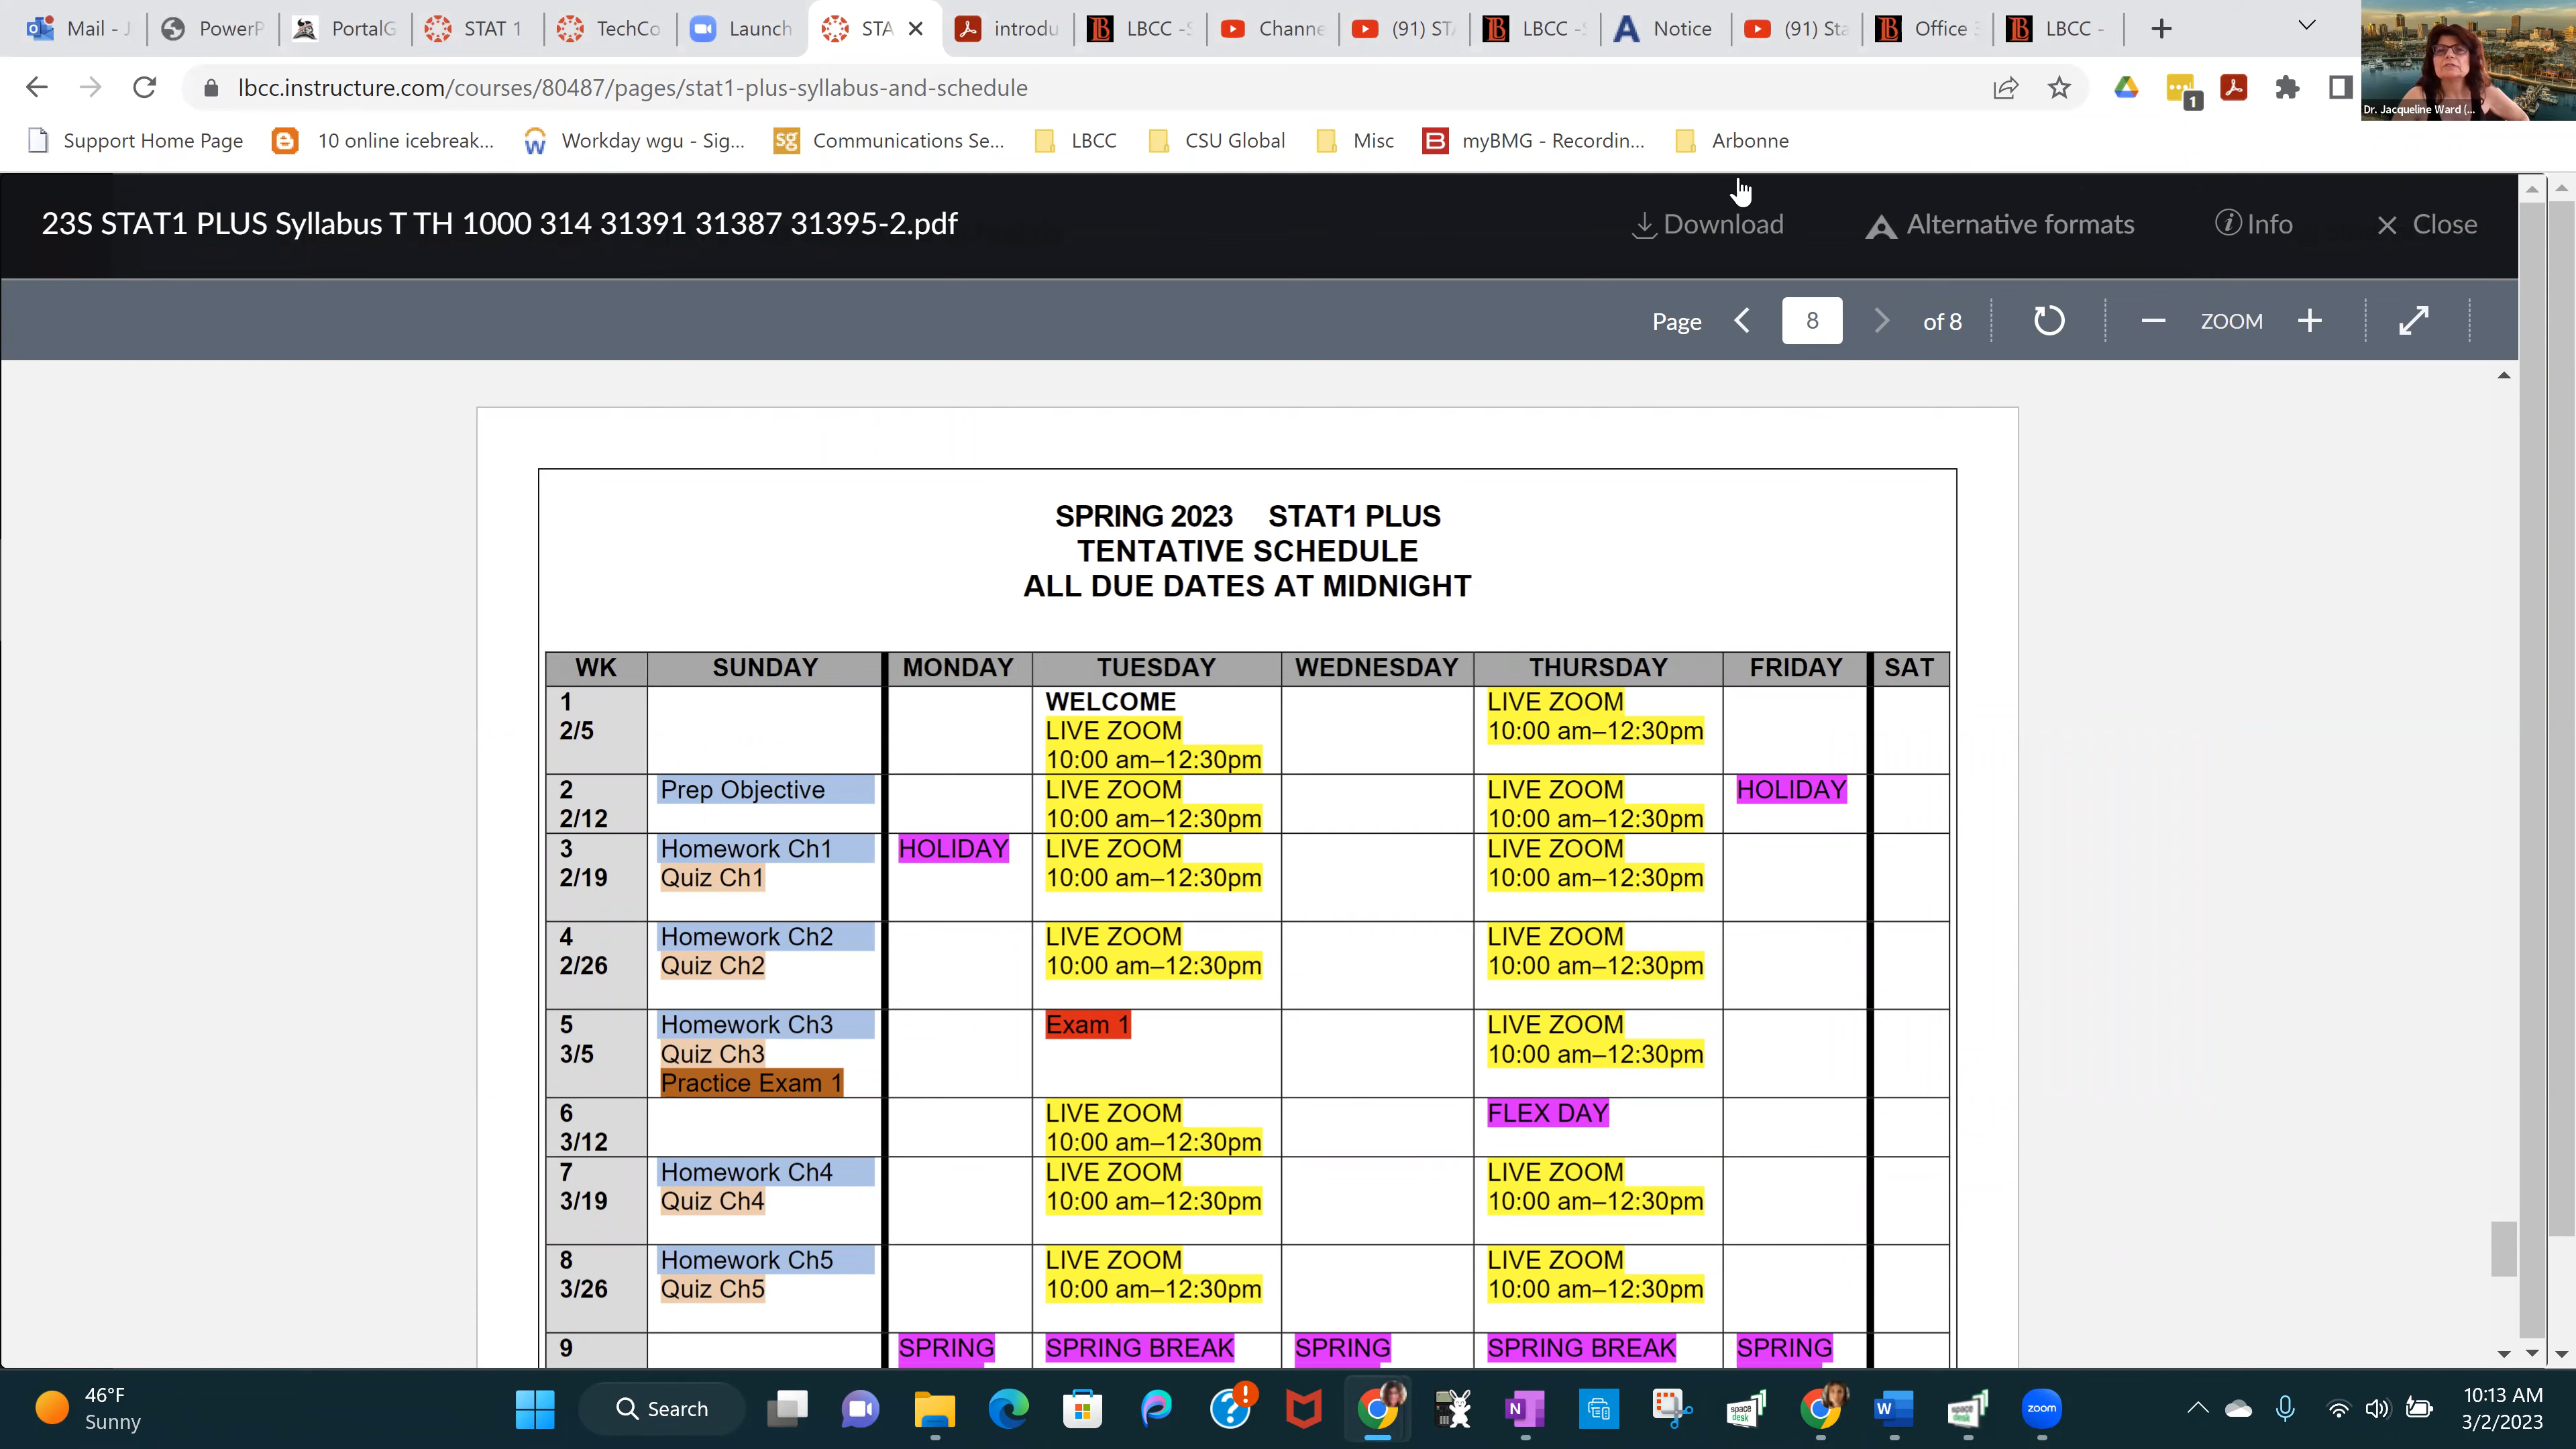 Mail - J
PowerP
PortalG
STAT 1
TechCo
Launch
STA
introdu
LBCC -S
Channe
(91) STA
LBCC -S
Notice
(91) Sta
Office 3
LBCC -
lbcc.instructure.com/courses/80487/pages/stat1-plus-syllabus-and-schedule
1
Dr. Jacqueline Ward (...
Support Home Page
10 online icebreak...
Workday wgu - Sig...
sg
Communications Se...
LBCC
CSU Global
Misc
B
myBMG - Recordin...
Arbonne
23S STAT1 PLUS Syllabus T TH 1000 314 31391 31387 31395-2.pdf
Download
Alternative formats
Info
Close
Page 8 of 8
ZOOM
SPRING 2023 STAT1 PLUS
TENTATIVE SCHEDULE
ALL DUE DATES AT MIDNIGHT
WK SUNDAY MONDAY TUESDAY WEDNESDAY THURSDAY FRIDAY SAT
1 WELCOME LIVE ZOOM
2/5 LIVE ZOOM 10:00 am–12:30pm
10:00 am–12:30pm
2 Prep Objective LIVE ZOOM LIVE ZOOM HOLIDAY
2/12 10:00 am–12:30pm 10:00 am–12:30pm
3 Homework Ch1 HOLIDAY LIVE ZOOM LIVE ZOOM
2/19 Quiz Ch1 10:00 am–12:30pm 10:00 am–12:30pm
4 Homework Ch2 LIVE ZOOM LIVE ZOOM
2/26 Quiz Ch2 10:00 am–12:30pm 10:00 am–12:30pm
5 Homework Ch3 Exam 1 LIVE ZOOM
3/5 Quiz Ch3 10:00 am–12:30pm
Practice Exam 1
6 LIVE ZOOM FLEX DAY
3/12 10:00 am–12:30pm
7 Homework Ch4 LIVE ZOOM LIVE ZOOM
3/19 Quiz Ch4 10:00 am–12:30pm 10:00 am–12:30pm
8 Homework Ch5 LIVE ZOOM LIVE ZOOM
3/26 Quiz Ch5 10:00 am–12:30pm 10:00 am–12:30pm
9 SPRING SPRING BREAK SPRING SPRING BREAK SPRING
46°F
Sunny
Search
space
desk
space
desk
zoom
10:13 AM
3/2/2023